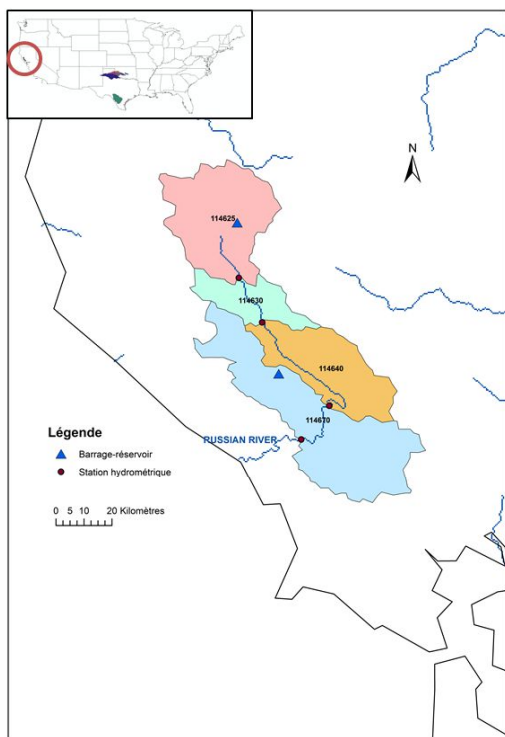 N
114625
114630
114640
114670
RUSSIAN RIVER
Légende
Barrage-réservoir
Station hydrométrique
0 5 10 20 Kilomètres